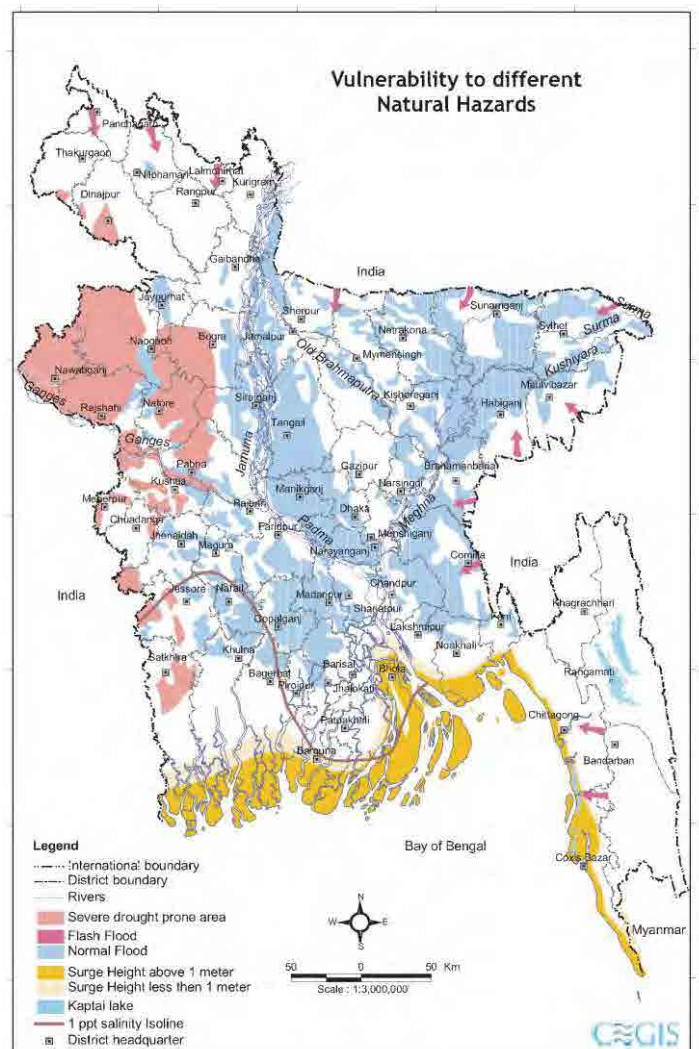 Vulnerability to different
Natural Hazards
Panchagarh
Thakurgaon
Nilphamari
Lalmonirhat
Kurigram
Dinajpur
Rangpur
Gaibandha
India
Joypurhat
Sherpur
Sunamganj
Surma
Bogra
Jamalpur
Netrakona
Sylhet
Surma
Naogaon
Old Brahmaputra
Mymensingh
Kushiyara
Nawabganj
Kishoreganj
Maulvibazar
Ganges
Rajshahi
Natore
Sirajganj
Habiganj
Tangail
Ganges
Jamuna
Pabna
Gazipur
Brahamanbaria
Kushtia
Manikganj
Narsingdi
Meherpur
Rajbari
Dhaka
Meghna
Chuadanga
Faridpur
Padma
Munshiganj
Jhenaidah
Magura
Narayanganj
Comilla
India
India
Jessore
Narail
Madaripur
Chandpur
Shariatpur
Khagrachhari
Gopalganj
Lakshmipur
Feni
Khulna
Noakhali
Satkhira
Barisal
Bhola
Rangamati
Bagerhat
Pirojpur
Jhalokati
Patuakhali
Chittagong
Barguna
Bandarban
Bay of Bengal
Cox's Bazar
Legend
International boundary
District boundary
Rivers
Severe drought prone area
Flash Flood
Normal Flood
Surge Height above 1 meter
Surge Height less then 1 meter
Kaptai lake
1 ppt salinity Isoline
District headquarter
N
W
E
S
50 0 50 Km
Scale : 1:3,000,000
Myanmar
CEGIS